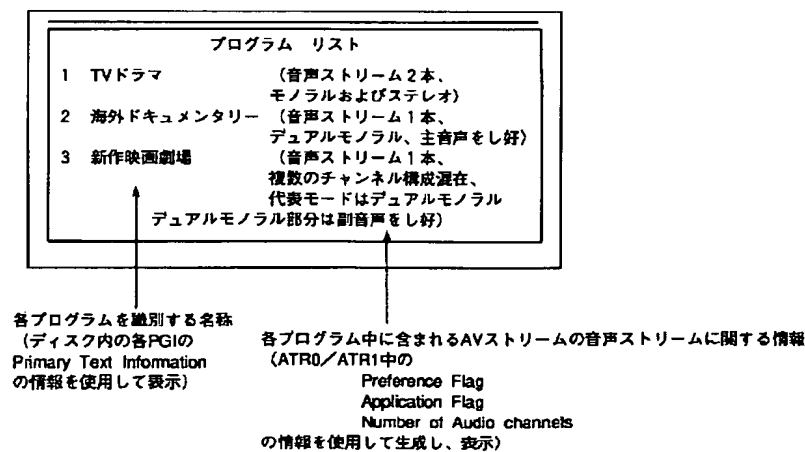 プログラム リスト
1 TVドラマ (音声ストリーム2本、
モノラルおよびステレオ)
2 海外ドキュメンタリー (音声ストリーム1本、
デュアルモノラル、主音声をし好)
3 新作映画劇場 (音声ストリーム1本、
複数のチャンネル構成混在、
代表モードはデュアルモノラル
デュアルモノラル部分は副音声をし好)
各プログラムを識別する名称
(ディスク内の各PGIの
Primary Text Information
の情報を使用して表示)
各プログラム中に含まれるAVストリームの音声ストリームに関する情報
(ATR0/ATR1中の
Preference Flag
Application Flag
Number of Audio channels
の情報を使用して生成し、表示)